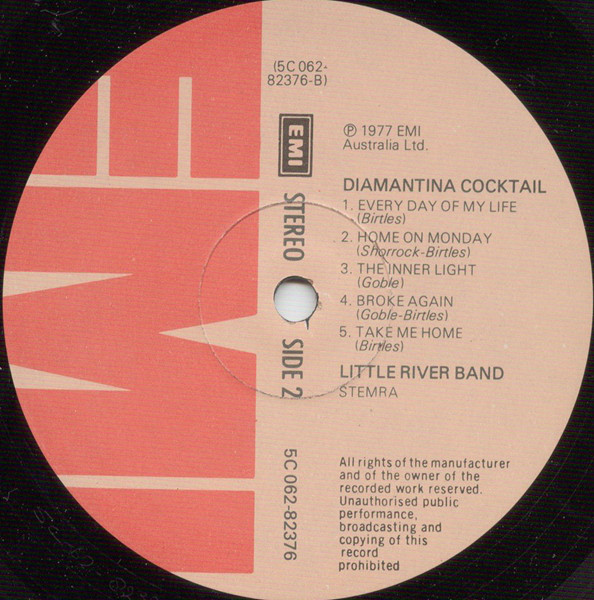 (5C 062-
82376-B)
EMI
STEREO SIDE 2
5C 062-82376
℗ 1977 EMI
Australia Ltd.
DIAMANTINA COCKTAIL
1. EVERY DAY OF MY LIFE
(Birtles)
2. HOME ON MONDAY
(Shorrock-Birtles)
3. THE INNER LIGHT
(Goble)
4. BROKE AGAIN
(Goble-Birtles)
5. TAKE ME HOME
(Birtles)
LITTLE RIVER BAND
STEMRA
All rights of the manufacturer
and of the owner of the
recorded work reserved.
Unauthorised public
performance,
broadcasting and
copying of this
record
prohibited
EMI